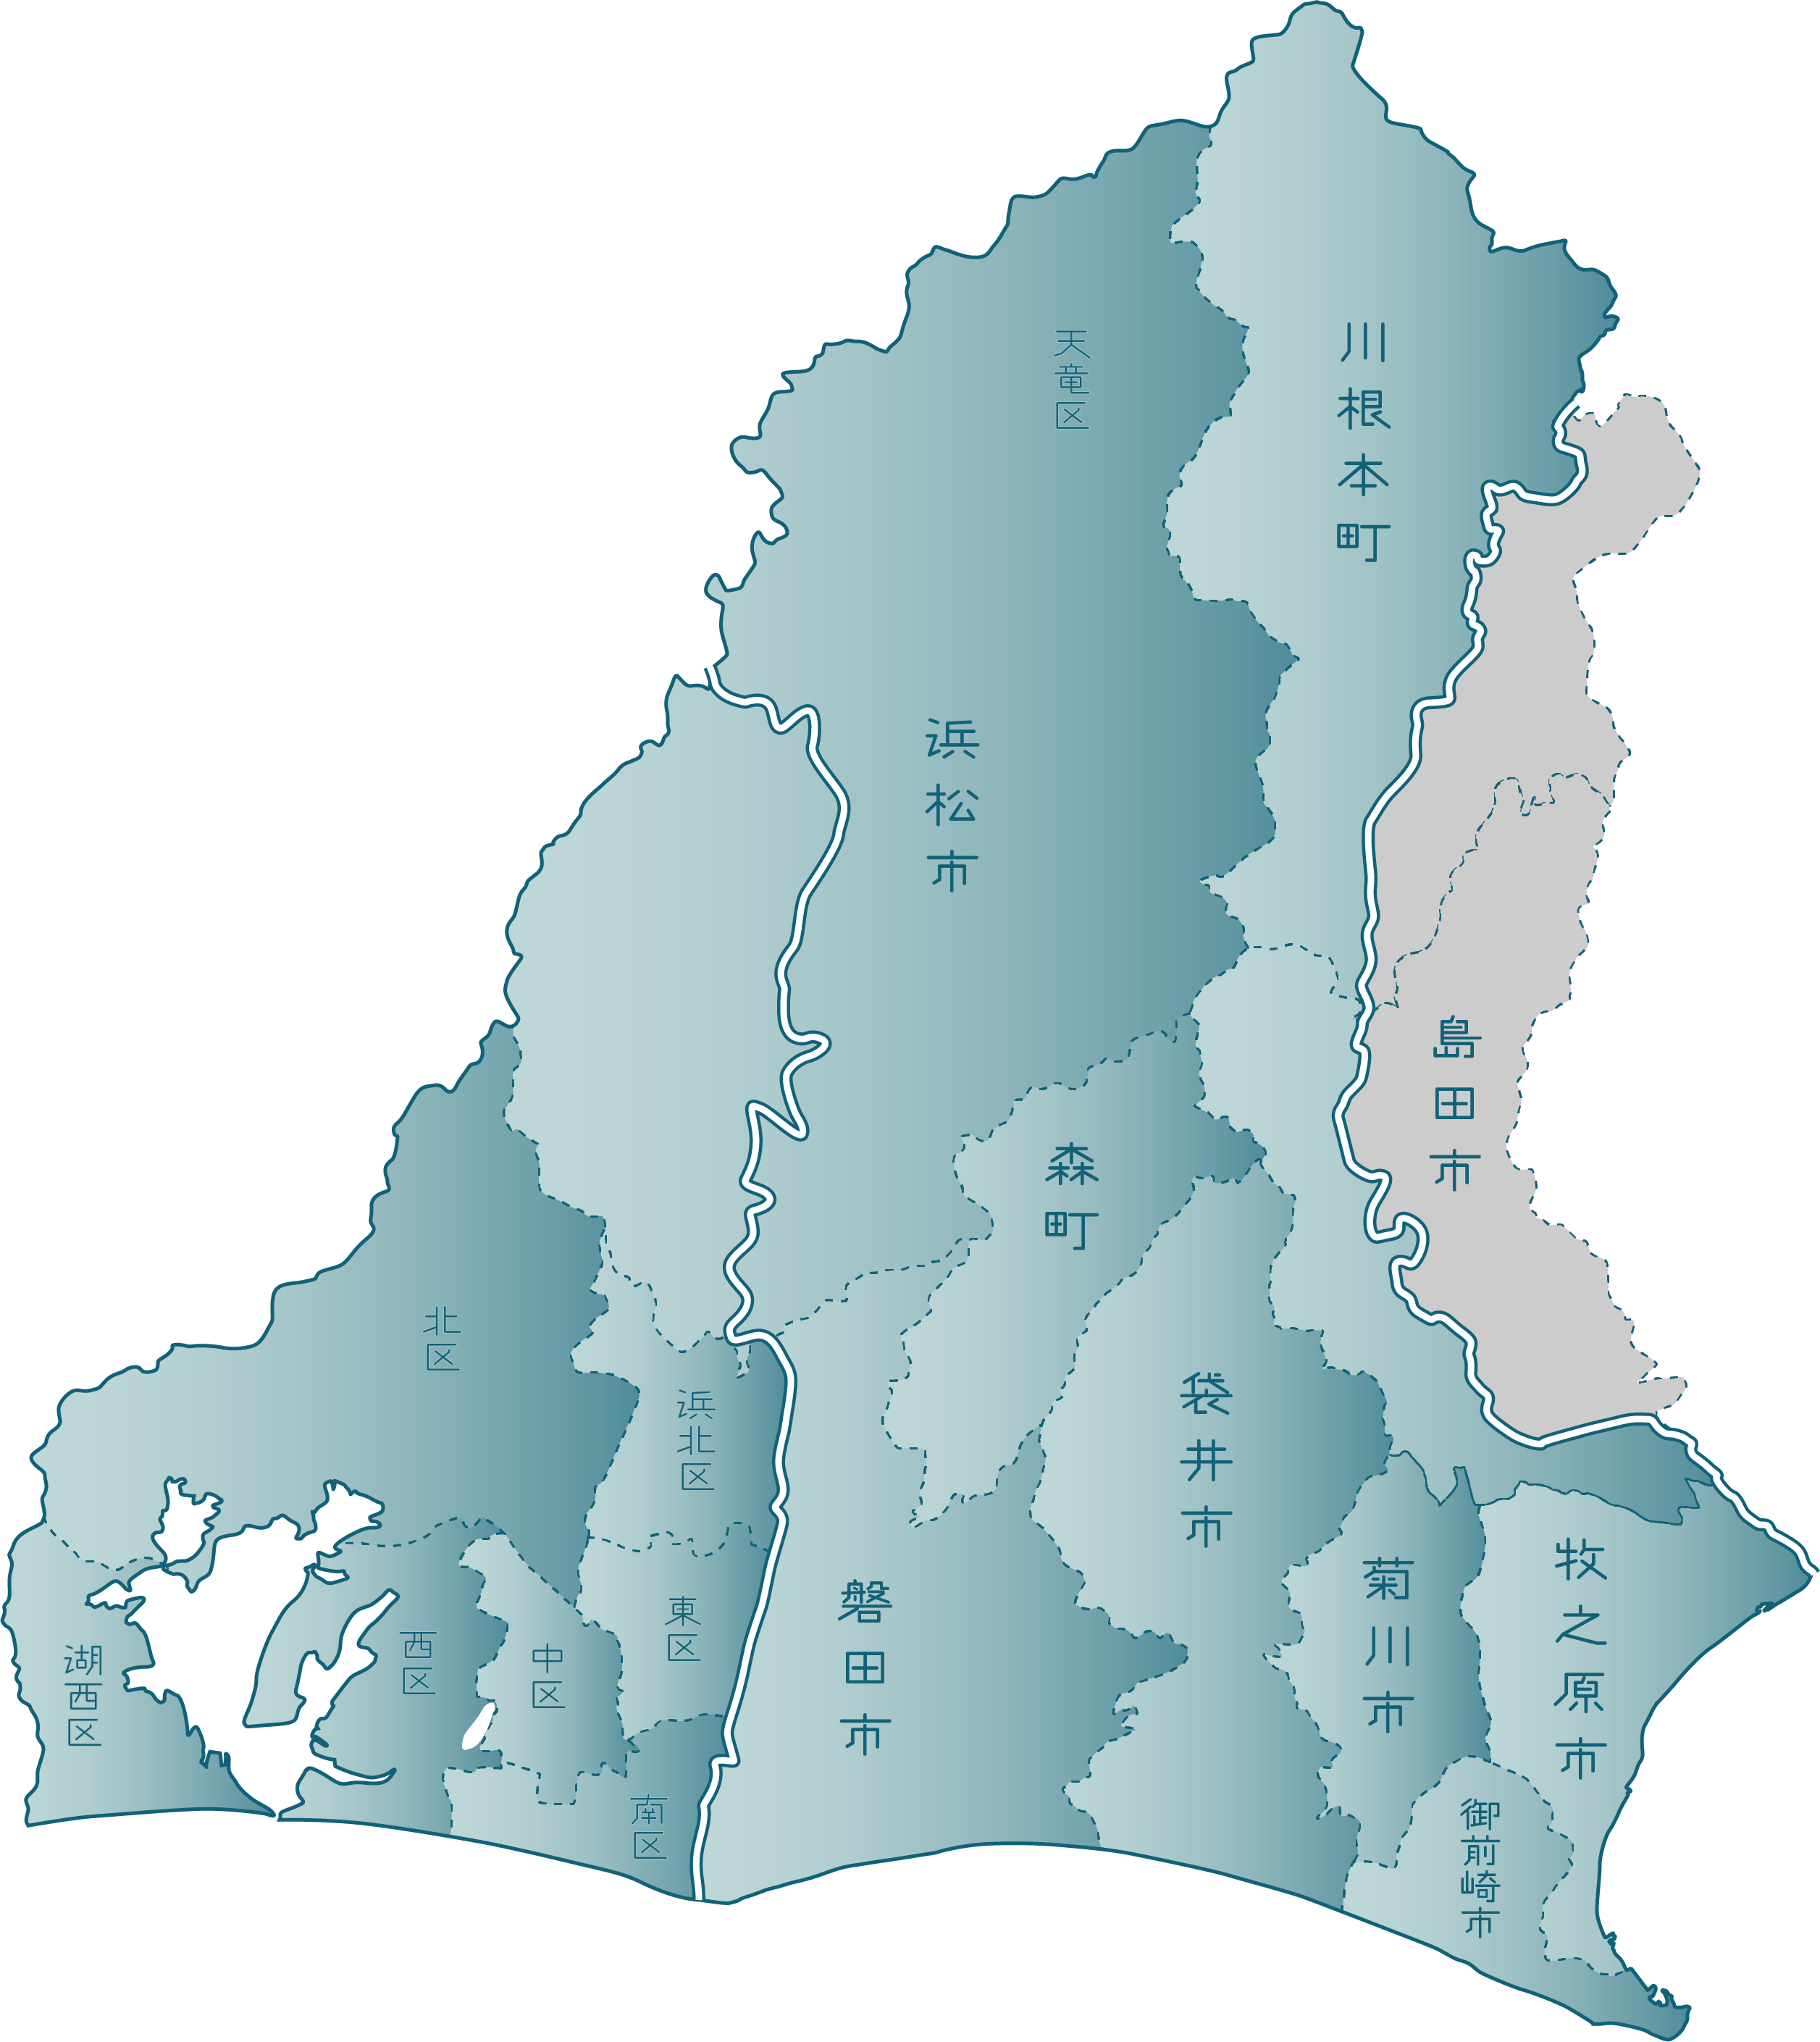 天竜区
川根本町
浜松市
島田市
森町
北区
浜北区
袋井市
牧之原市
菊川市
磐田市
東区
西区
中区
湖西区
南区
御前崎市